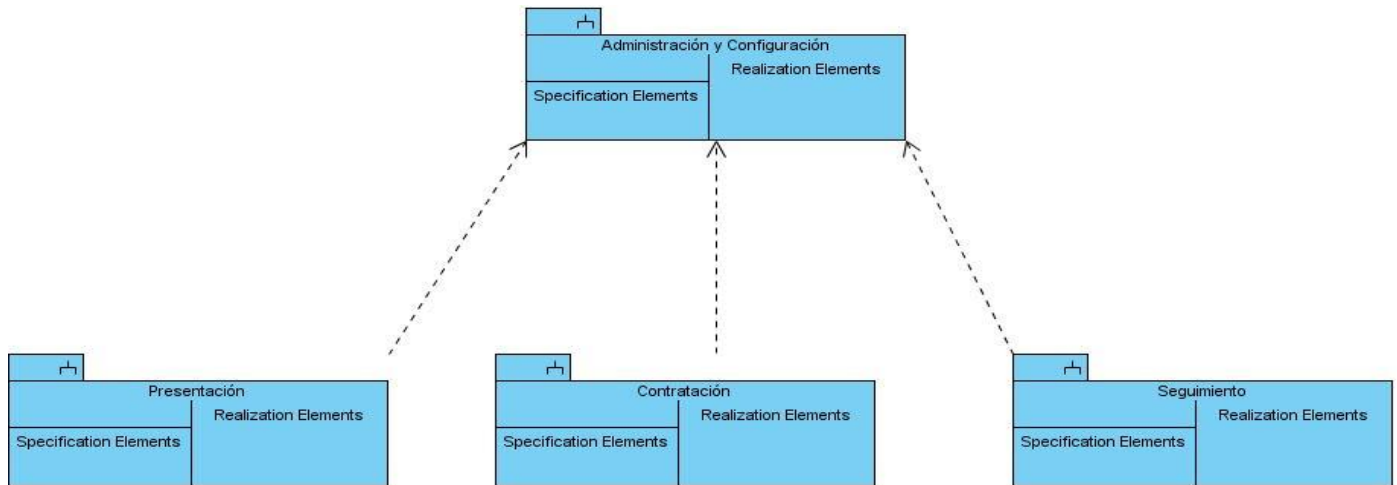 Administración y Configuración
Realization Elements
Specification Elements
Presentación
Realization Elements
Specification Elements
Contratación
Realization Elements
Specification Elements
Seguimiento
Realization Elements
Specification Elements